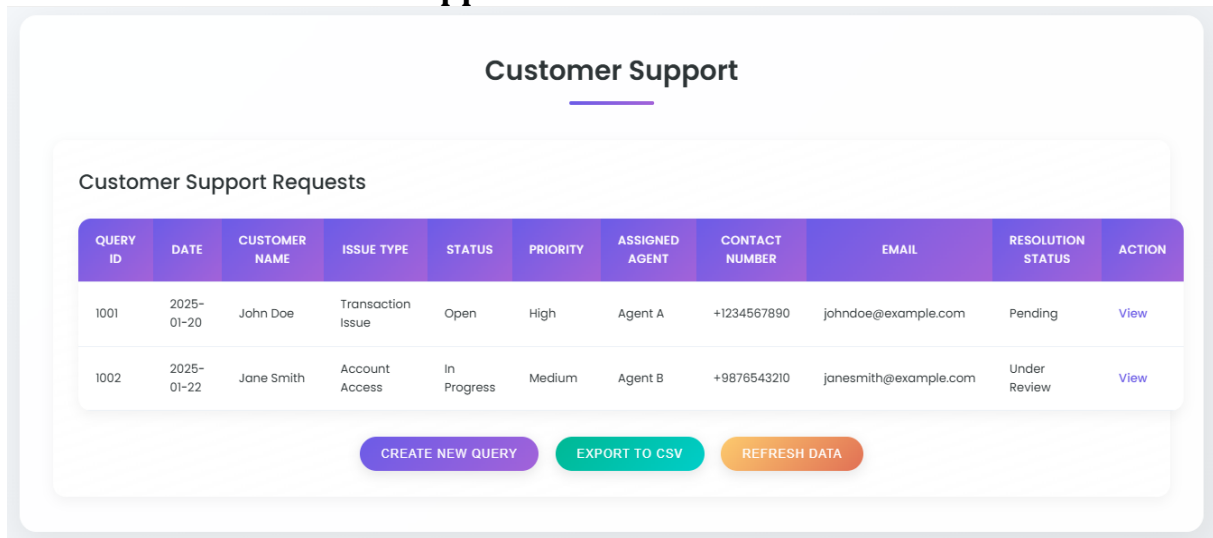 Customer Support
Customer Support Requests
QUERY ID DATE CUSTOMER NAME ISSUE TYPE STATUS PRIORITY ASSIGNED AGENT CONTACT NUMBER EMAIL RESOLUTION STATUS ACTION
1001 2025-01-20 John Doe Transaction Issue Open High Agent A +1234567890 johndoe@example.com Pending View
1002 2025-01-22 Jane Smith Account Access In Progress Medium Agent B +9876543210 janesmith@example.com Under Review View
CREATE NEW QUERY EXPORT TO CSV REFRESH DATA